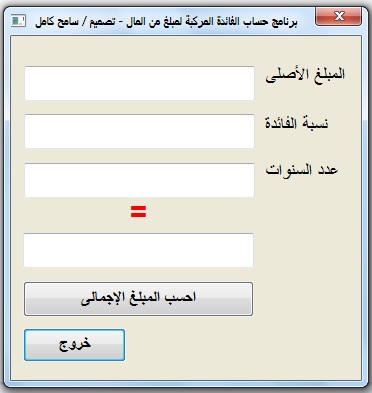 برنامج حساب الفائدة المركبة لمبلغ من المال - تصميم / سامح كامل
المبلغ الأصلى
نسبة الفائدة
عدد السنوات
=
احسب المبلغ الإجمالى
خروج